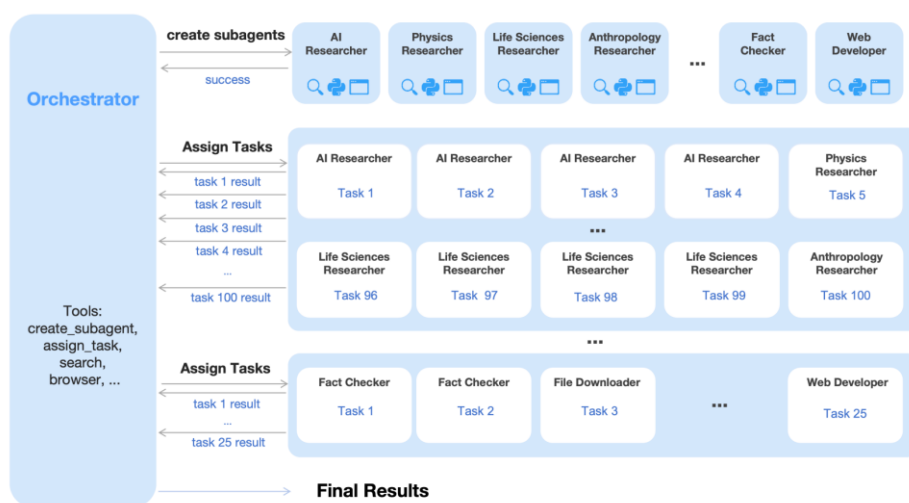 create subagents
success
AI
Researcher
Physics
Researcher
Life Sciences
Researcher
Anthropology
Researcher
...
Fact
Checker
Web
Developer
Orchestrator
Assign Tasks
task 1 result
task 2 result
task 3 result
task 4 result
...
task 100 result
AI Researcher
Task 1
AI Researcher
Task 2
AI Researcher
Task 3
AI Researcher
Task 4
Physics
Researcher
Task 5
...
Life Sciences
Researcher
Task 96
Life Sciences
Researcher
Task 97
Life Sciences
Researcher
Task 98
Life Sciences
Researcher
Task 99
Anthropology
Researcher
Task 100
...
Tools:
create_subagent,
assign_task,
search,
browser, ...
Assign Tasks
task 1 result
...
task 25 result
Fact Checker
Task 1
Fact Checker
Task 2
File Downloader
Task 3
...
Web Developer
Task 25
Final Results